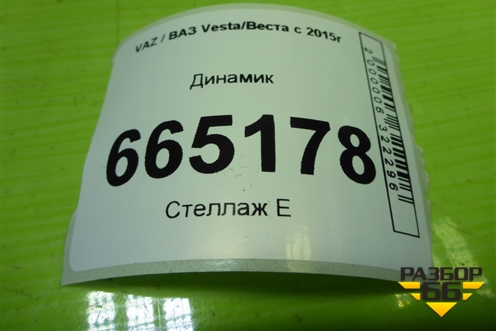 VAZ / ВАЗ Vesta/Веста с 2015г
Динамик
665178
Стеллаж Е
2000006322296
РАЗБОР
66